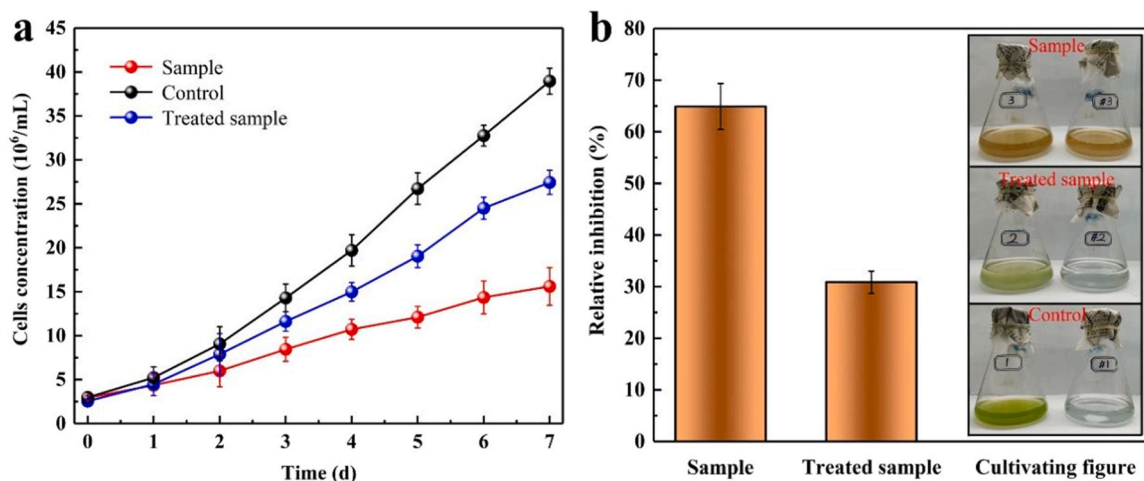 a
45
40
35
30
25
20
15
10
5
0
Cells concentration (10⁶/mL)
Sample
Control
Treated sample
0 1 2 3 4 5 6 7
Time (d)
b
80
70
60
50
40
30
20
10
0
Relative inhibition (%)
Sample Treated sample Cultivating figure
Sample
3 #3
Treated sample
2 #2
Control
1 #1